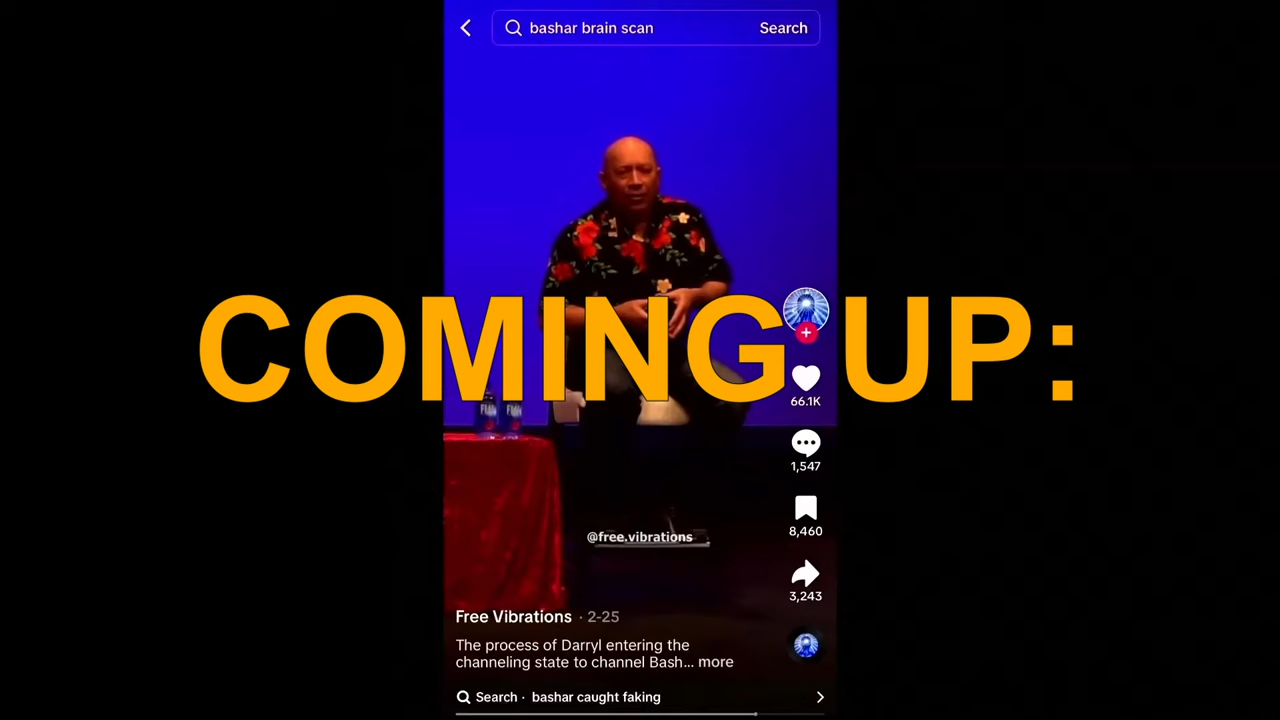 bashar brain scan
Search
COMING UP:
66.1K
1,547
8,460
@free.vibrations
3,243
Free Vibrations · 2-25
The process of Darryl entering the
channeling state to channel Bash... more
Search · bashar caught faking